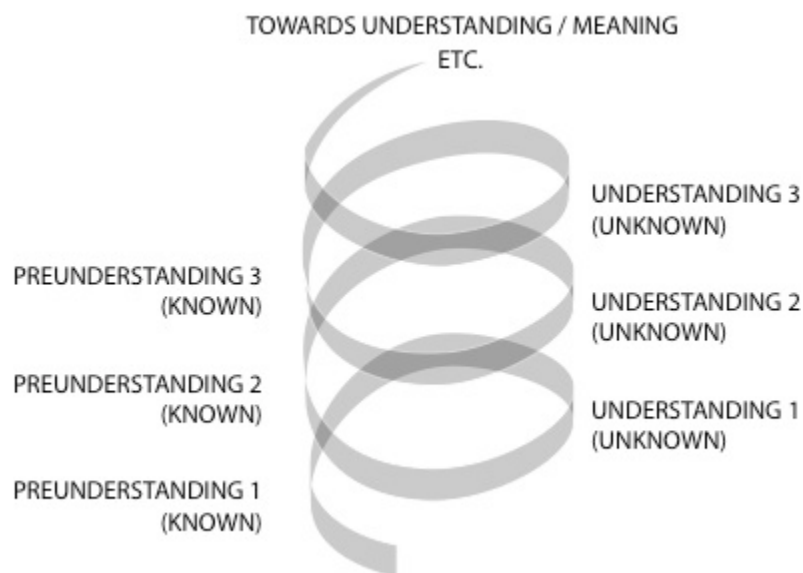 TOWARDS UNDERSTANDING / MEANING
ETC.
UNDERSTANDING 3
(UNKNOWN)
PREUNDERSTANDING 3
(KNOWN)
UNDERSTANDING 2
(UNKNOWN)
PREUNDERSTANDING 2
(KNOWN)
UNDERSTANDING 1
(UNKNOWN)
PREUNDERSTANDING 1
(KNOWN)